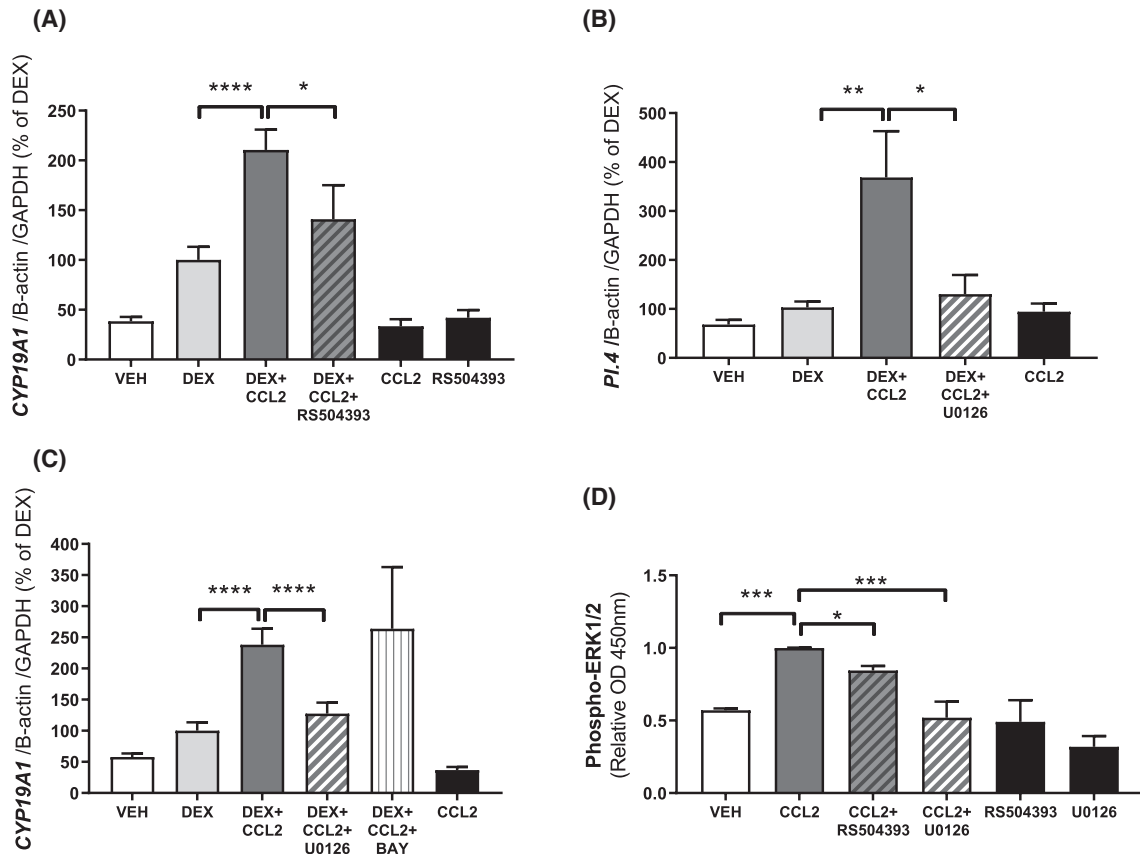 (A)
CYP19A1 /B-actin /GAPDH (% of DEX)
250
200
150
100
50
0
****
*
VEH
DEX
DEX+
CCL2
DEX+
CCL2+
RS504393
CCL2
RS504393
(B)
PI.4 /B-actin /GAPDH (% of DEX)
500
400
300
200
100
0
**
*
VEH
DEX
DEX+
CCL2
DEX+
CCL2+
U0126
CCL2
(C)
CYP19A1 /B-actin /GAPDH (% of DEX)
400
350
300
250
200
150
100
50
0
****
****
VEH
DEX
DEX+
CCL2
DEX+
CCL2+
U0126
DEX+
CCL2+
BAY
CCL2
(D)
Phospho-ERK1/2
(Relative OD 450nm)
1.5
1.0
0.5
0.0
***
*
***
VEH
CCL2
CCL2+
RS504393
CCL2+
U0126
RS504393
U0126